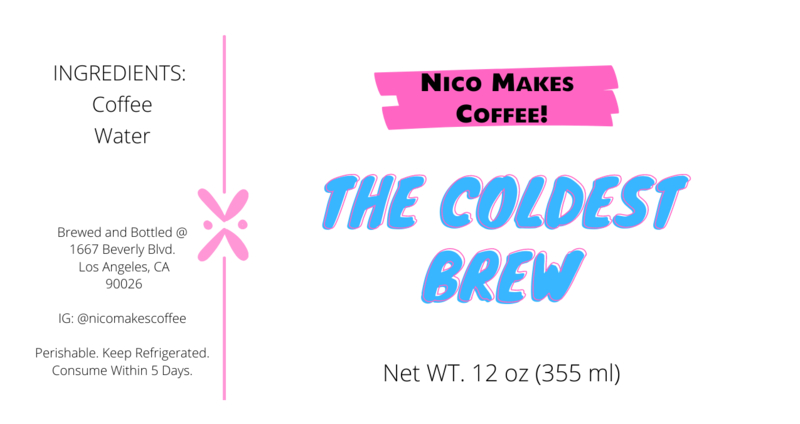 INGREDIENTS:
Coffee
Water
Brewed and Bottled @
1667 Beverly Blvd.
Los Angeles, CA
90026
IG: @nicomakescoffee
Perishable. Keep Refrigerated.
Consume Within 5 Days.
NICO MAKES
COFFEE!
THE COLDEST
BREW
Net WT. 12 oz (355 ml)